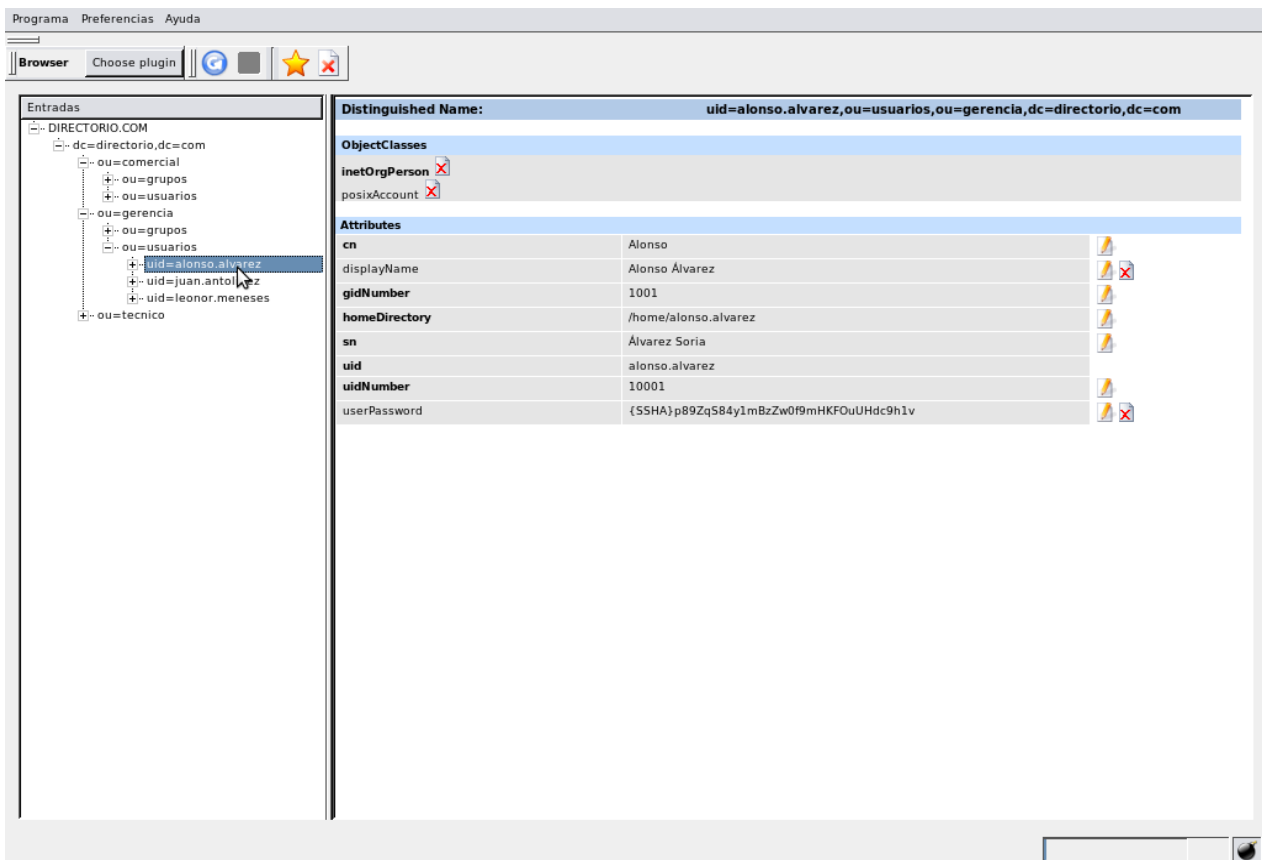 Programa Preferencias Ayuda
Browser Choose plugin
Entradas
DIRECTORIO.COM
dc=directorio,dc=com
ou=comercial
ou=grupos
ou=usuarios
ou=gerencia
ou=grupos
ou=usuarios
uid=alonso.alvarez
uid=leonor.meneses
ou=tecnico
Distinguished Name: uid=alonso.alvarez,ou=usuarios,ou=gerencia,dc=directorio,dc=com
ObjectClasses
inetOrgPerson
posixAccount
Attributes
cn Alonso
displayName Alonso Álvarez
gidNumber 1001
homeDirectory /home/alonso.alvarez
sn Álvarez Soria
uid alonso.alvarez
uidNumber 10001
userPassword {SSHA}p89ZqS84y1mBzZw0f9mHKFOuUHdc9h1v